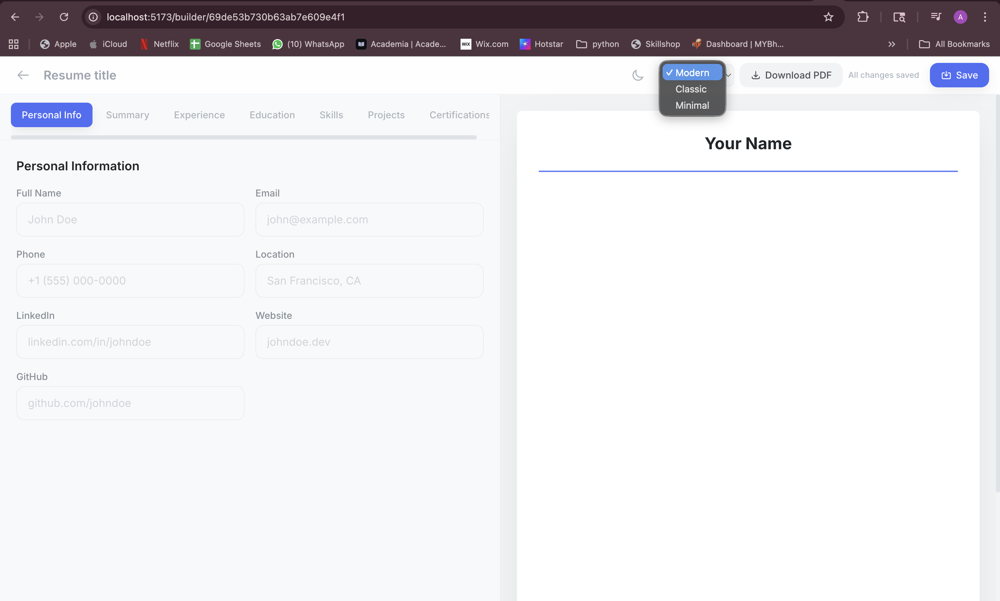 localhost:5173/builder/69de53b730b63ab7e609e4f1
A
Apple
iCloud
Netflix
Google Sheets
(10) WhatsApp
Academia | Acade...
WIX
Wix.com
Hotstar
python
Skillshop
Dashboard | MYBh...
All Bookmarks
Resume title
Modern
Classic
Minimal
Download PDF
All changes saved
Save
Personal Info
Summary
Experience
Education
Skills
Projects
Certifications
Personal Information
Full Name
Email
John Doe
john@example.com
Phone
Location
+1 (555) 000-0000
San Francisco, CA
LinkedIn
Website
linkedin.com/in/johndoe
johndoe.dev
GitHub
github.com/johndoe
Your Name